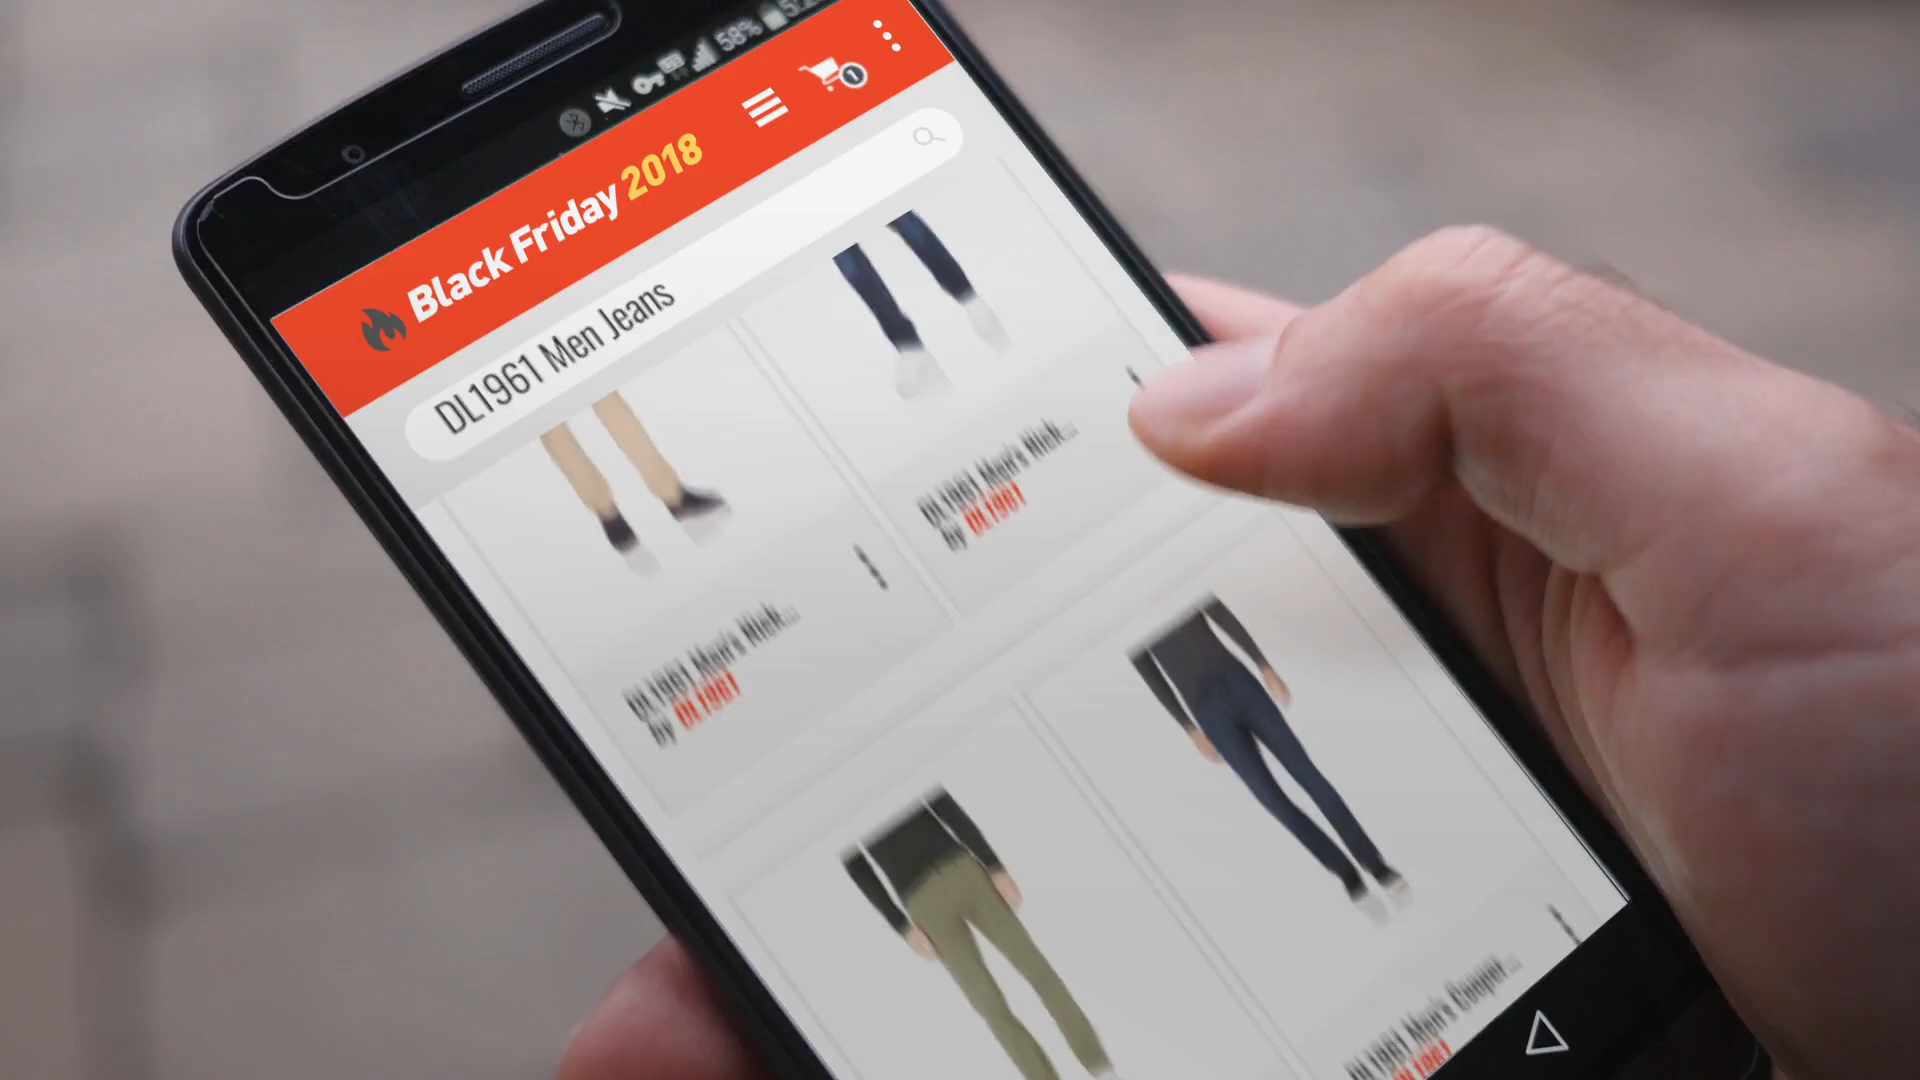 58%
1
Black Friday 2018
DL1961 Men Jeans
DL1961 Men's Nick...
by DL1961
DL1961 Men's Nick...
by DL1961
DL1961 Men's Cooper...
DL1961